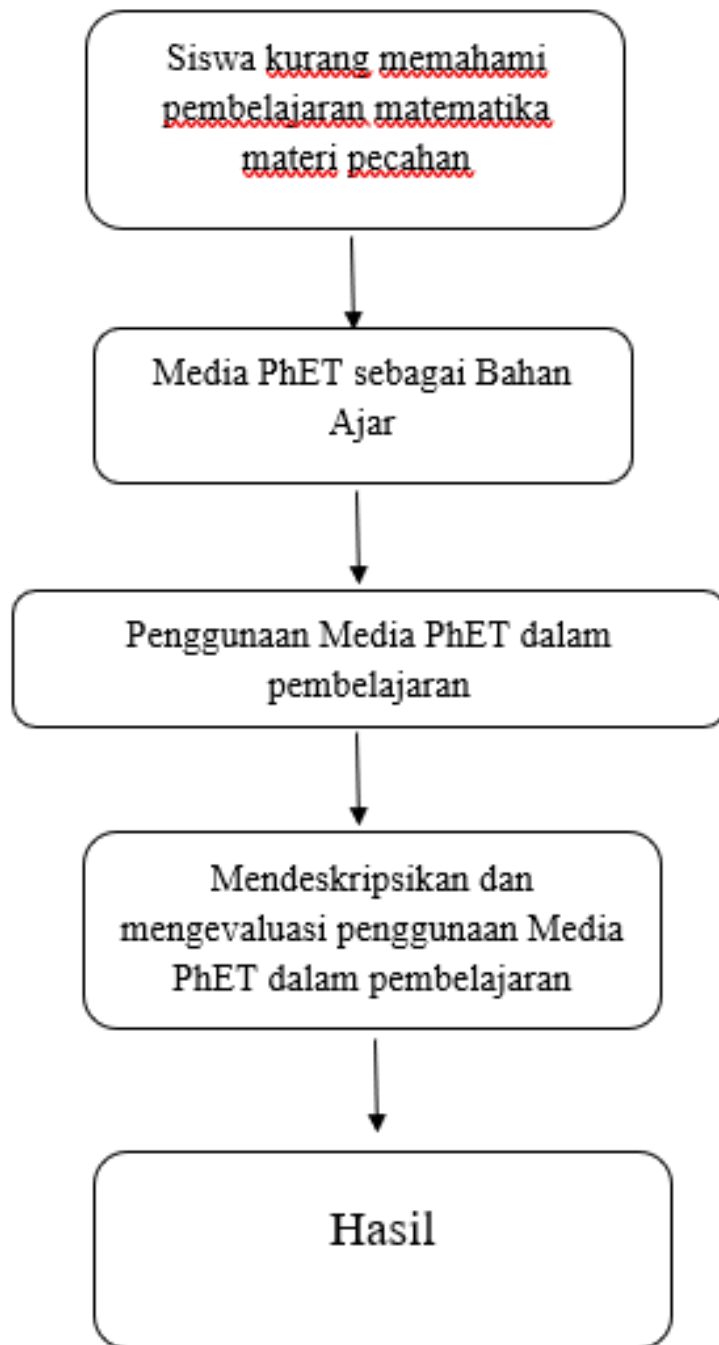 Siswa kurang memahami
pembelajaran matematika
materi pecahan
Media PhET sebagai Bahan
Ajar
Penggunaan Media PhET dalam
pembelajaran
Mendeskripsikan dan
mengevaluasi penggunaan Media
PhET dalam pembelajaran
Hasil